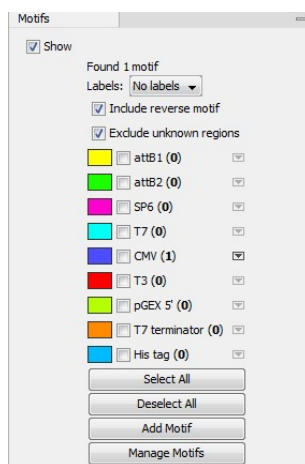 Motifs
Show
Found 1 motif
Labels: No labels
Include reverse motif
Exclude unknown regions
attB1 (0)
attB2 (0)
SP6 (0)
T7 (0)
CMV (1)
T3 (0)
pGEX 5' (0)
T7 terminator (0)
His tag (0)
Select All
Deselect All
Add Motif
Manage Motifs